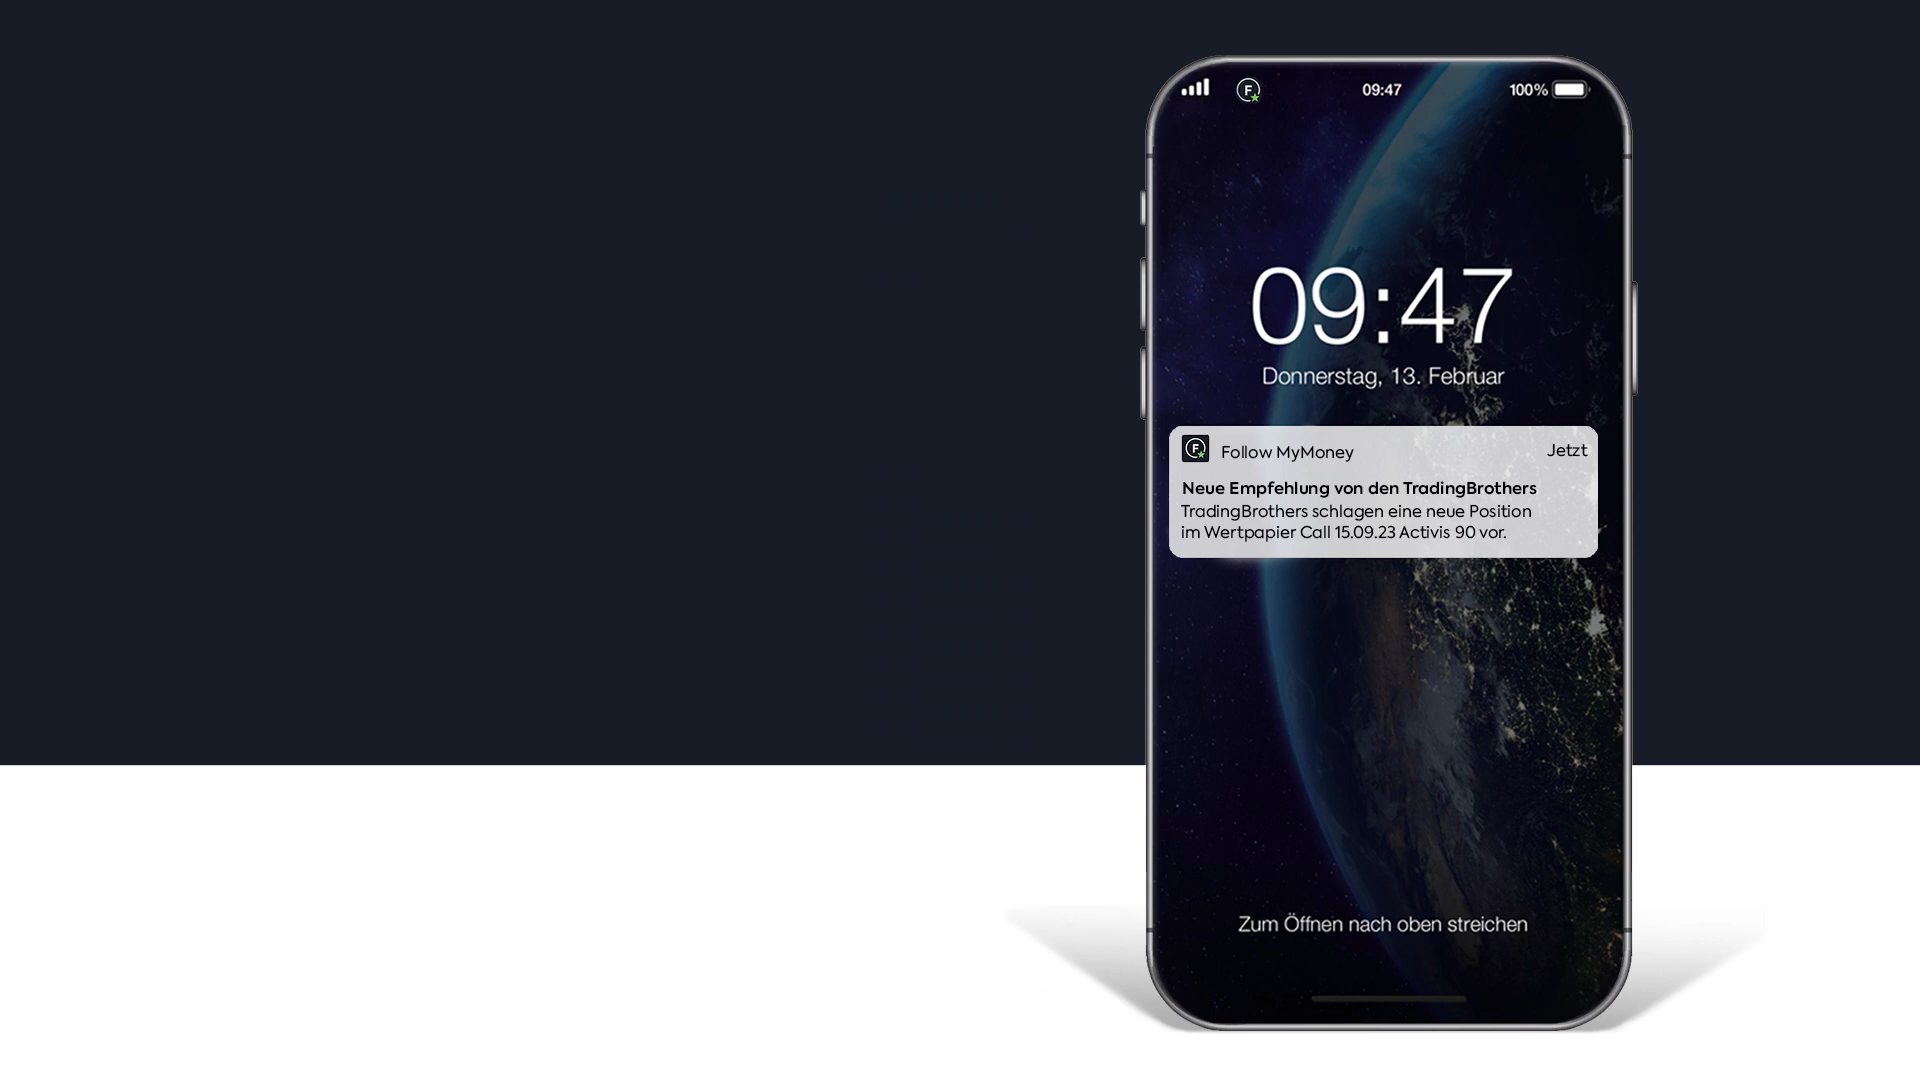 F
09:47
100%
09:47
Donnerstag, 13. Februar
F
Follow MyMoney
Jetzt
Neue Empfehlung von den TradingBrothers
TradingBrothers schlagen eine neue Position
im Wertpapier Call 15.09.23 Activis 90 vor.
Zum Öffnen nach oben streichen